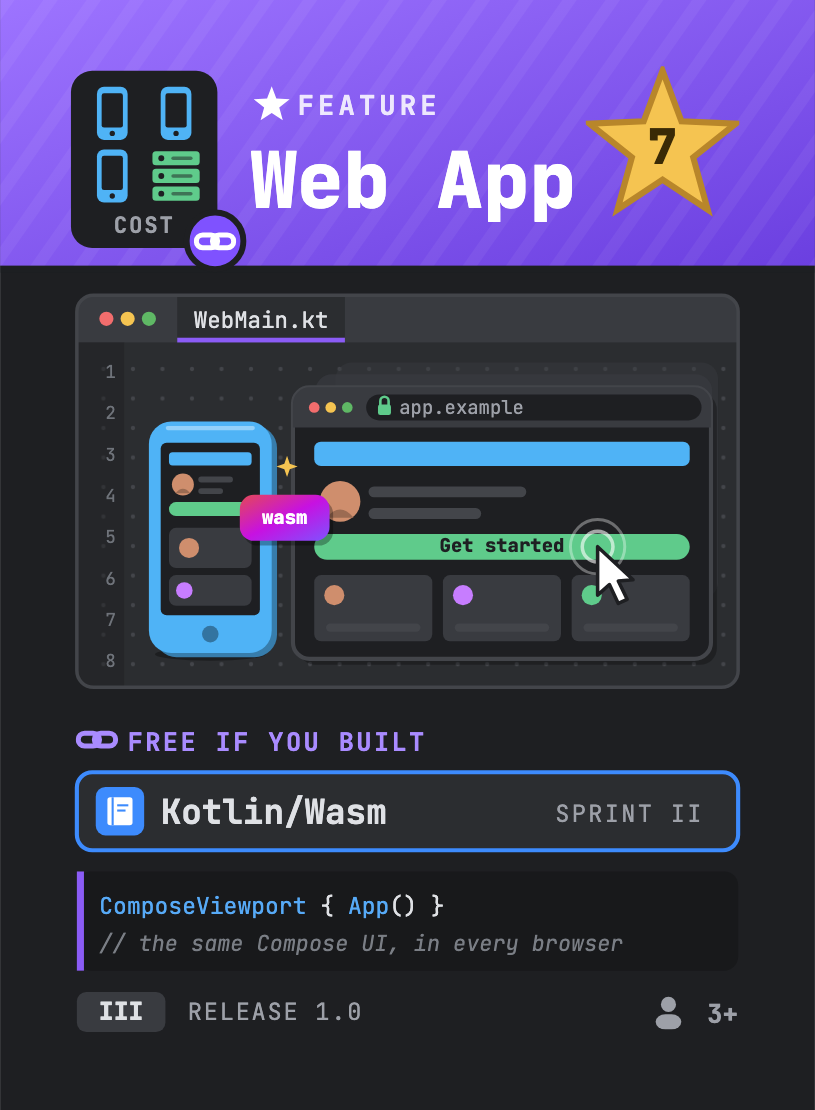 FEATURE
7
Web App
COST
WebMain.kt
1
2
3
4
5
6
7
8
app.example
wasm
Get started
FREE IF YOU BUILT
Kotlin/Wasm
SPRINT II
ComposeViewport { App() }
// the same Compose UI, in every browser
III
RELEASE 1.0
3+